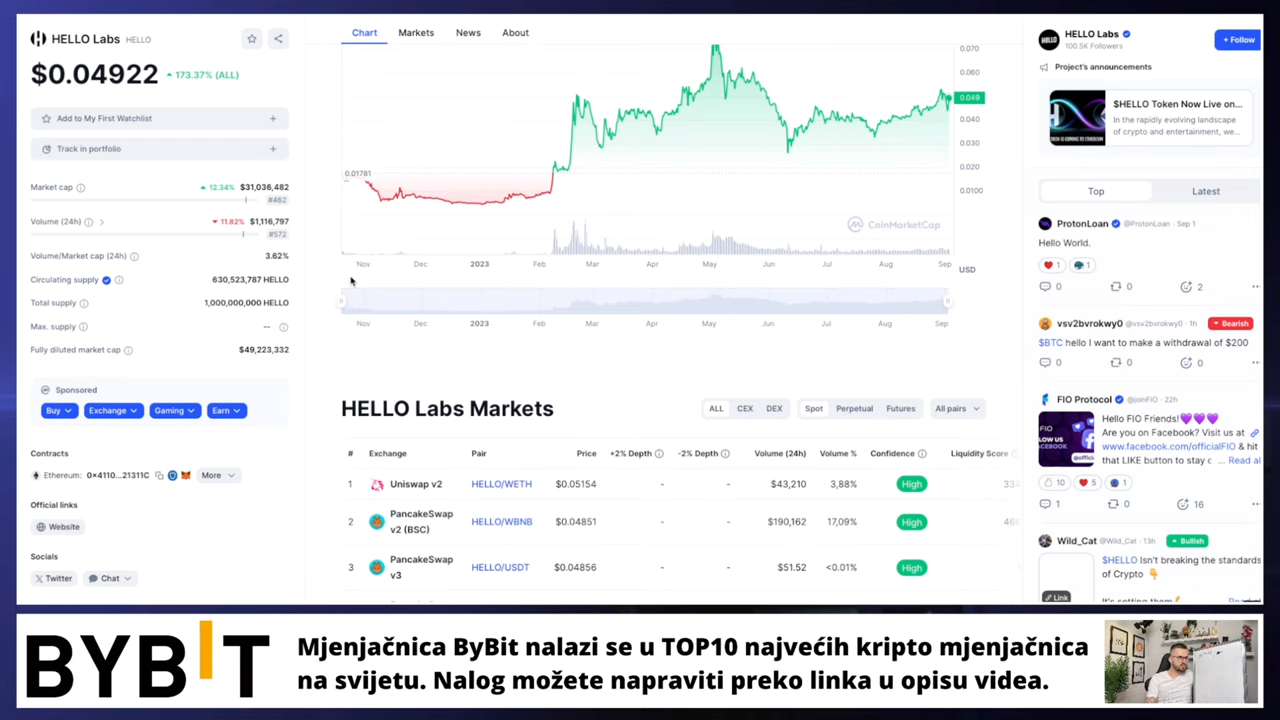 HELLO Labs HELLO
$0.04922 173.37% (ALL)
Add to My First Watchlist +
Track in portfolio +
Market cap 12.34% $31,036,482
#462
Volume (24h) 11.82% $1,116,797
#572
Volume/Market cap (24h) 3.62%
Circulating supply 630,523,787 HELLO
Total supply 1,000,000,000 HELLO
Max. supply --
Fully diluted market cap $49,223,332
Sponsored
Buy Exchange Gaming Earn
Contracts
Ethereum: 0x4110...21311C More
Official links
Website
Socials
Twitter Chat
Chart Markets News About
0.070
0.060
0.049
0.040
0.030
0.020
0.0100
0.01781
CoinMarketCap
Nov Dec 2023 Feb Mar Apr May Jun Jul Aug Sep
USD
Nov Dec 2023 Feb Mar Apr May Jun Jul Aug Sep
HELLO Labs Markets
ALL CEX DEX Spot Perpetual Futures All pairs
# Exchange Pair Price +2% Depth -2% Depth Volume (24h) Volume % Confidence Liquidity Score
1 Uniswap v2 HELLO/WETH $0.05154 - - $43,210 3,88% High
2 PancakeSwap v2 (BSC) HELLO/WBNB $0.04851 - - $190,162 17,09% High
3 PancakeSwap v3 HELLO/USDT $0.04856 - - $51.52 <0.01% High
HELLO
HELLO Labs
100.5K Followers
+ Follow
Project's announcements
$HELLO Token Now Live on...
In the rapidly evolving landscape
of crypto and entertainment, we...
Top Latest
ProtonLoan @ProtonLoan · Sep 1
Hello World.
1 1
0 0 2 ...
vsv2bvrokwy0 @vsv2bvrokwy0 · 1h Bearish
$BTC hello I want to make a withdrawal of $200
0 0 0 ...
FIO Protocol @joinFIO · 22h
Hello FIO Friends!💜💜💜
Are you on Facebook? Visit us at
www.facebook.com/officialFIO & hit
that LIKE button to stay c ... Read al
10 5 1
1 0 16 ...
Wild_Cat @Wild_Cat · 13h Bullish
$HELLO Isn't breaking the standards
of Crypto 👇
Link
It's setting them
BYBIT
Mjenjačnica ByBit nalazi se u TOP10 najvećih kripto mjenjačnica
na svijetu. Nalog možete napraviti preko linka u opisu videa.